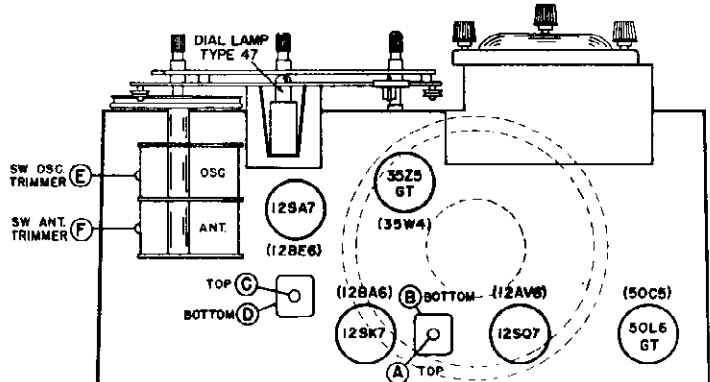 DIAL LAMP
TYPE 47
SW OSC.
TRIMMER E
OSC
SW ANT.
TRIMMER F
ANT.
12SA7
(12BE6)
35Z5
GT
(35W4)
TOP C
BOTTOM D
(12BA6)
B BOTTOM
(12AV6)
(50C5)
12SK7
12SQ7
50L6
GT
A TOP